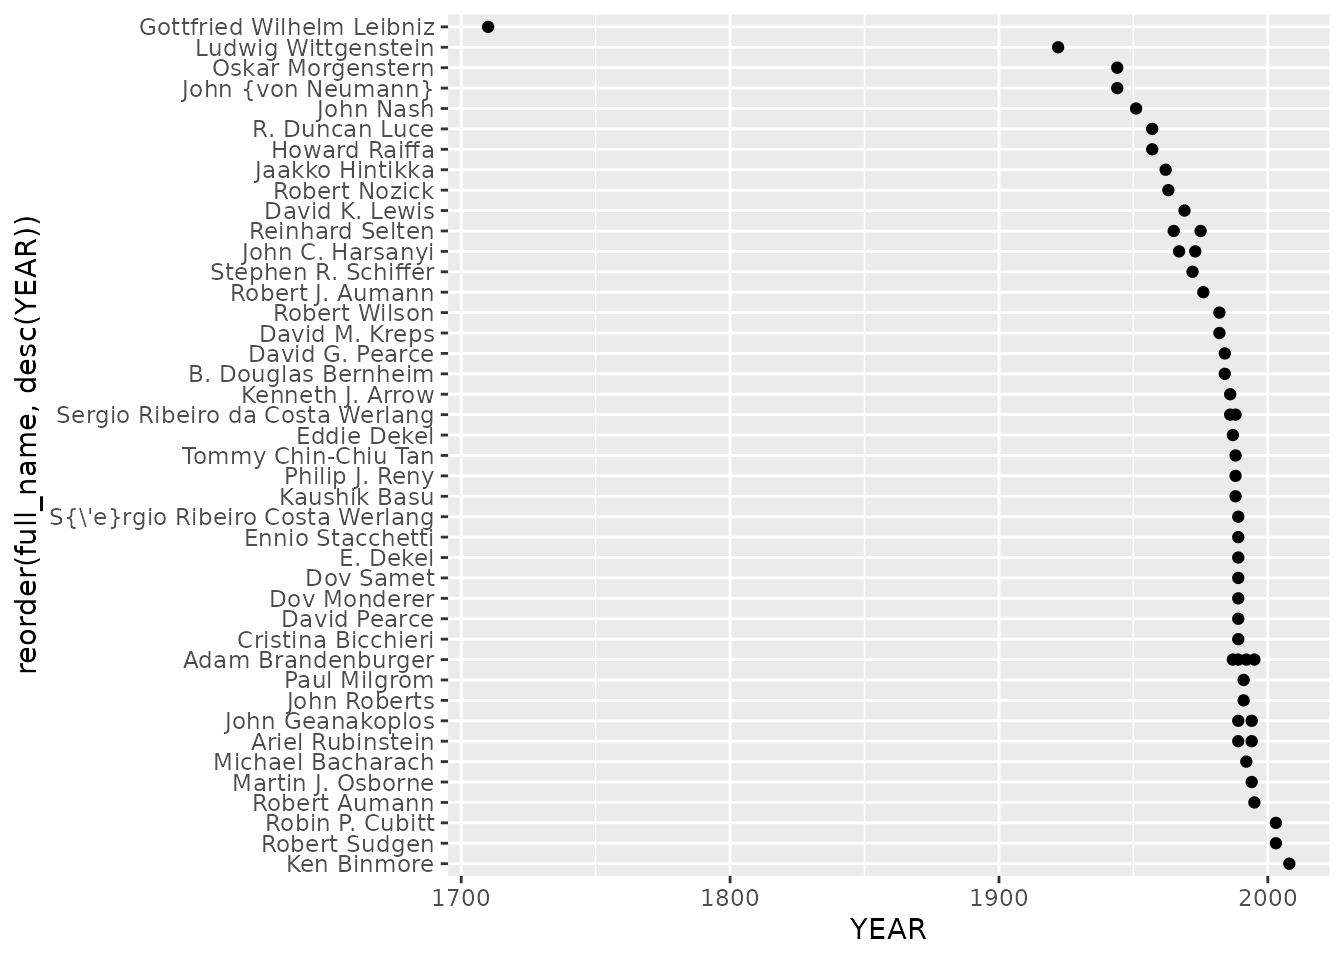 Gottfried Wilhelm Leibniz
Ludwig Wittgenstein
Oskar Morgenstern
John {von Neumann}
John Nash
R. Duncan Luce
Howard Raiffa
Jaakko Hintikka
Robert Nozick
David K. Lewis
Reinhard Selten
John C. Harsanyi
Stephen R. Schiffer
Robert J. Aumann
Robert Wilson
David M. Kreps
David G. Pearce
B. Douglas Bernheim
Kenneth J. Arrow
Sergio Ribeiro da Costa Werlang
Eddie Dekel
Tommy Chin-Chiu Tan
Philip J. Reny
Kaushik Basu
S{\'e}rgio Ribeiro Costa Werlang
Ennio Stacchetti
E. Dekel
Dov Samet
Dov Monderer
David Pearce
Cristina Bicchieri
Adam Brandenburger
Paul Milgrom
John Roberts
John Geanakoplos
Ariel Rubinstein
Michael Bacharach
Martin J. Osborne
Robert Aumann
Robin P. Cubitt
Robert Sudgen
Ken Binmore
reorder(full_name, desc(YEAR))
1700 1800 1900 2000
YEAR